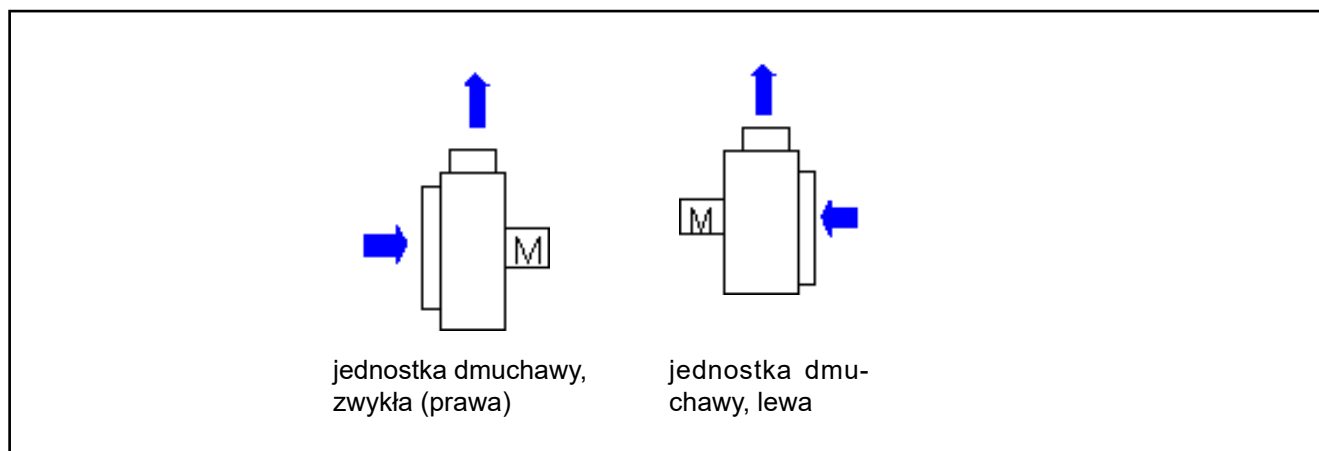 M
M
jednostka dmuchawy,
zwykła (prawa)
jednostka dmu-
chawy, lewa